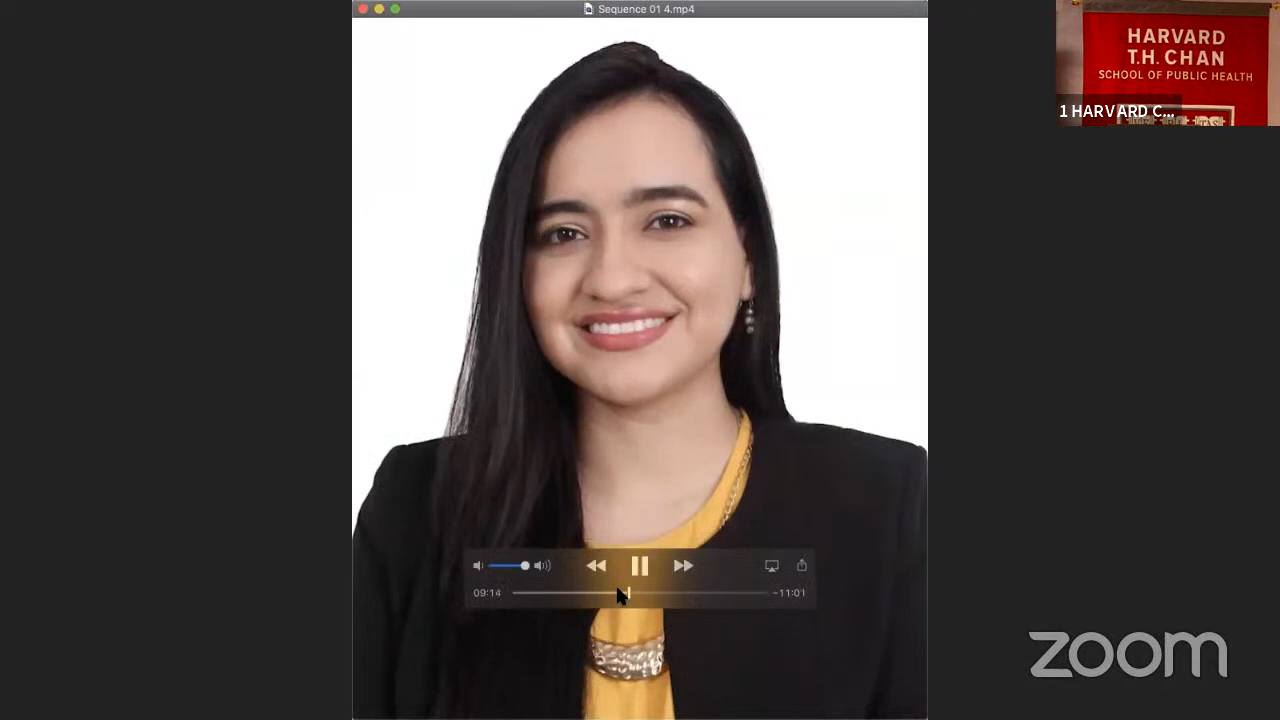 Sequence 01 4.mp4
HARVARD
T.H. CHAN
SCHOOL OF PUBLIC HEALTH
1 HARVARD C...
09:14
-11:01
zoom